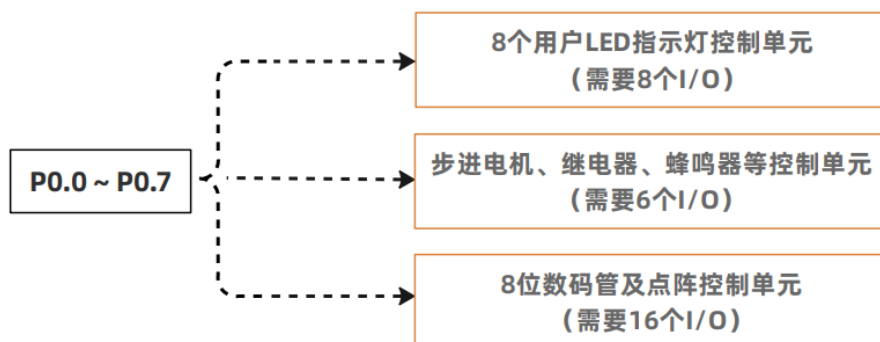 8个用户LED指示灯控制单元
（需要8个I/O）
P0.0 ~ P0.7
步进电机、继电器、蜂鸣器等控制单元
（需要6个I/O）
8位数码管及点阵控制单元
（需要16个I/O）